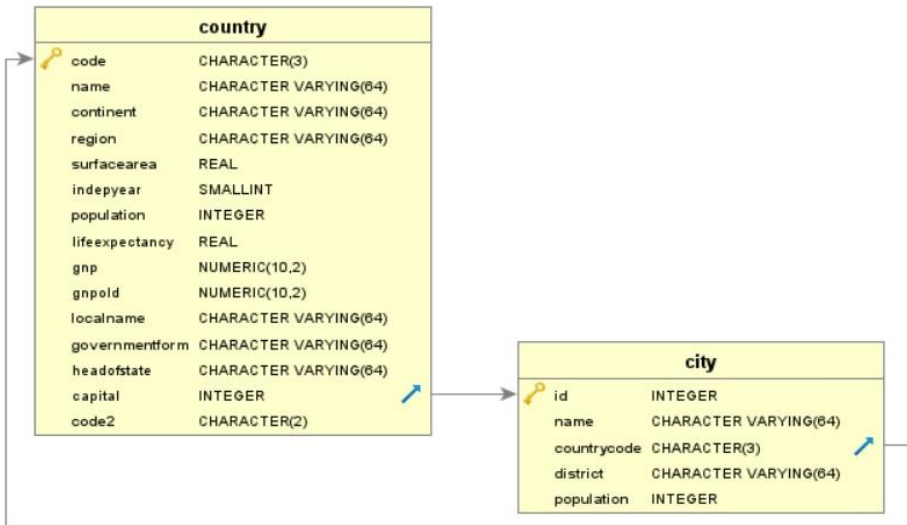 country
code CHARACTER(3)
name CHARACTER VARYING(64)
continent CHARACTER VARYING(64)
region CHARACTER VARYING(64)
surfacearea REAL
indepyear SMALLINT
population INTEGER
lifeexpectancy REAL
gnp NUMERIC(10,2)
gnpold NUMERIC(10,2)
localname CHARACTER VARYING(64)
governmentform CHARACTER VARYING(64)
headofstate CHARACTER VARYING(64)
capital INTEGER
code2 CHARACTER(2)
city
id INTEGER
name CHARACTER VARYING(64)
countrycode CHARACTER(3)
district CHARACTER VARYING(64)
population INTEGER